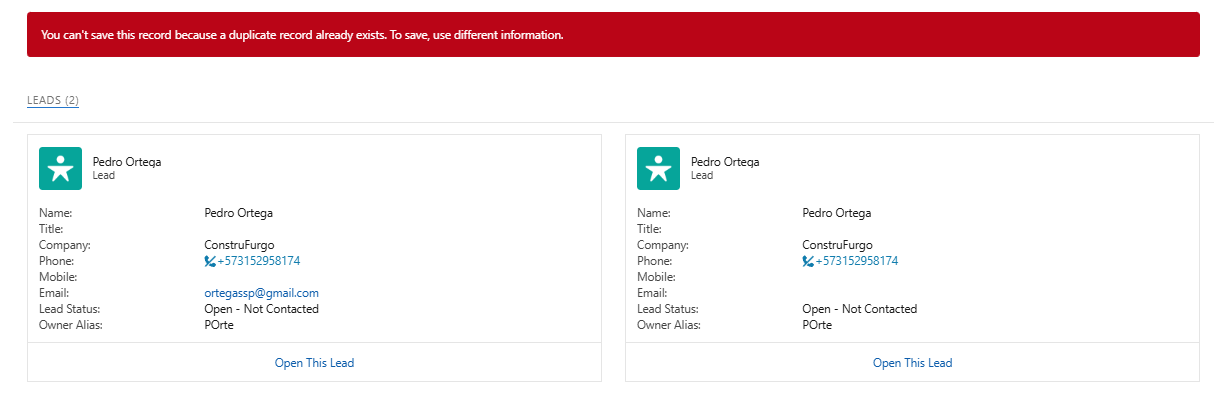 You can't save this record because a duplicate record already exists. To save, use different information.
LEADS (2)
Pedro Ortega
Lead
Name: Pedro Ortega
Title:
Company: ConstruFurgo
Phone: +573152958174
Mobile:
Email: ortegassp@gmail.com
Lead Status: Open - Not Contacted
Owner Alias: POrte
Open This Lead
Pedro Ortega
Lead
Name: Pedro Ortega
Title:
Company: ConstruFurgo
Phone: +573152958174
Mobile:
Email:
Lead Status: Open - Not Contacted
Owner Alias: POrte
Open This Lead